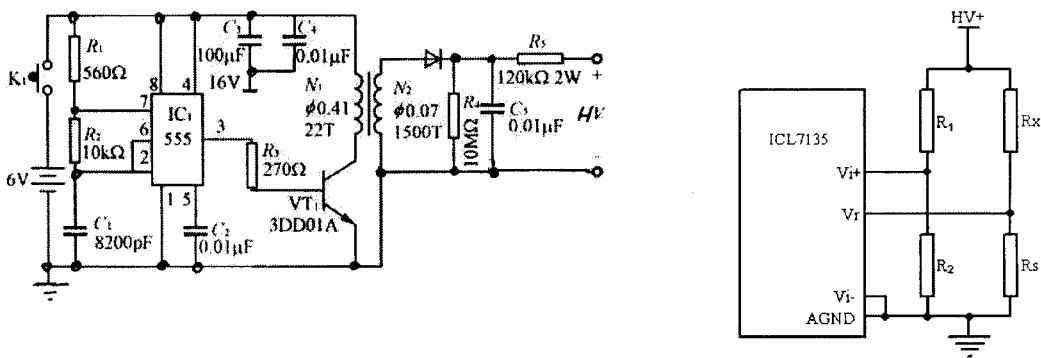 K1
6V
R1
560Ω
R2
10kΩ
C1
8200pF
8
4
7
6
2
IC1
555
3
1
5
C2
0.01μF
C3
100μF
16V
C4
0.01μF
R3
270Ω
VT1
3DD01A
N1
ϕ0.41
22T
N2
ϕ0.07
1500T
R4
10MΩ
C5
0.01μF
R5
120kΩ 2W
+
HV
−
HV+
ICL7135
Vi+
Vr
Vi-
AGND
R1
R2
Rx
Rs